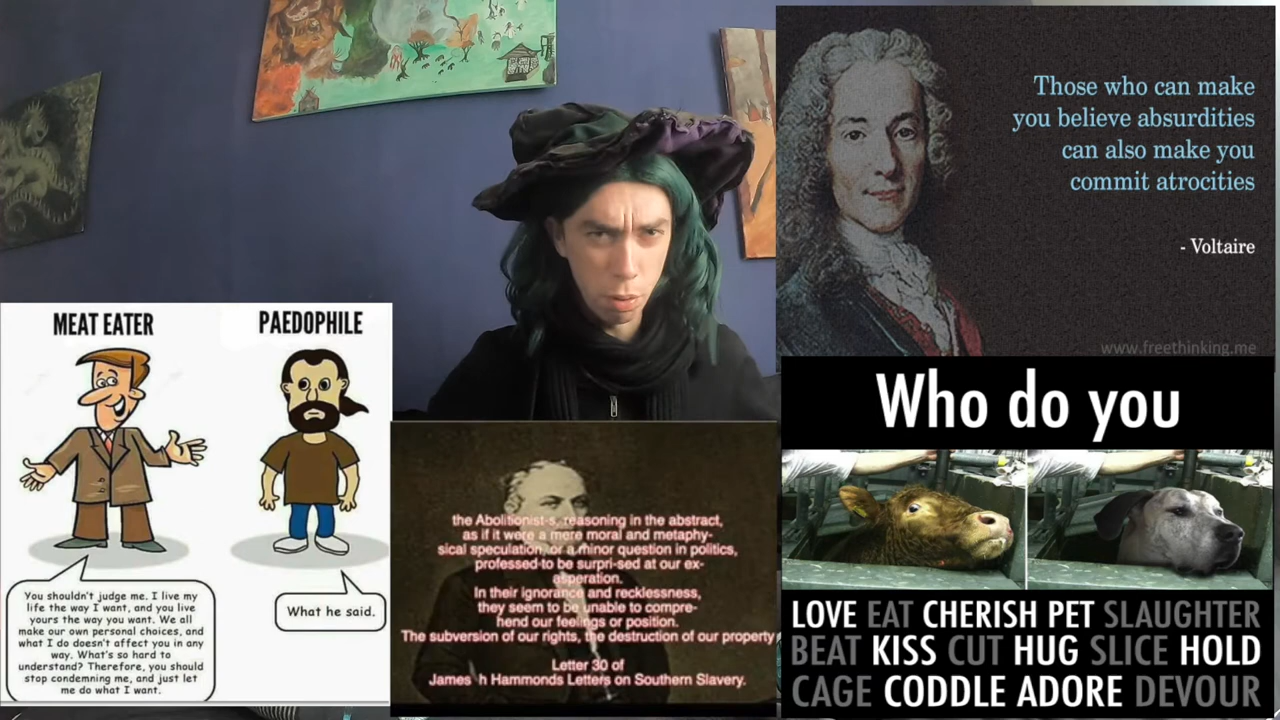 Those who can make
you believe absurdities
can also make you
commit atrocities
- Voltaire
www.freethinking.me
MEAT EATER
PAEDOPHILE
You shouldn't judge me. I live my
life the way I want, and you live
yours the way you want. We all
make our own personal choices, and
what I do doesn't affect you in any
way. What's so hard to
understand? Therefore, you should
stop condemning me, and just let
me do what I want.
What he said.
the Abolitionist-s, reasoning in the abstract,
as if it were a mere moral and metaphy-
sical speculation, or a minor question in politics,
professed to be surpri-sed at our ex-
asperation.
In their ignorance and recklessness,
they seem to be unable to compre-
hend our feelings or position.
The subversion of our rights, the destruction of our property
Letter 30 of
James h Hammonds Letters on Southern Slavery.
Who do you
LOVE EAT CHERISH PET SLAUGHTER
BEAT KISS CUT HUG SLICE HOLD
CAGE CODDLE ADORE DEVOUR